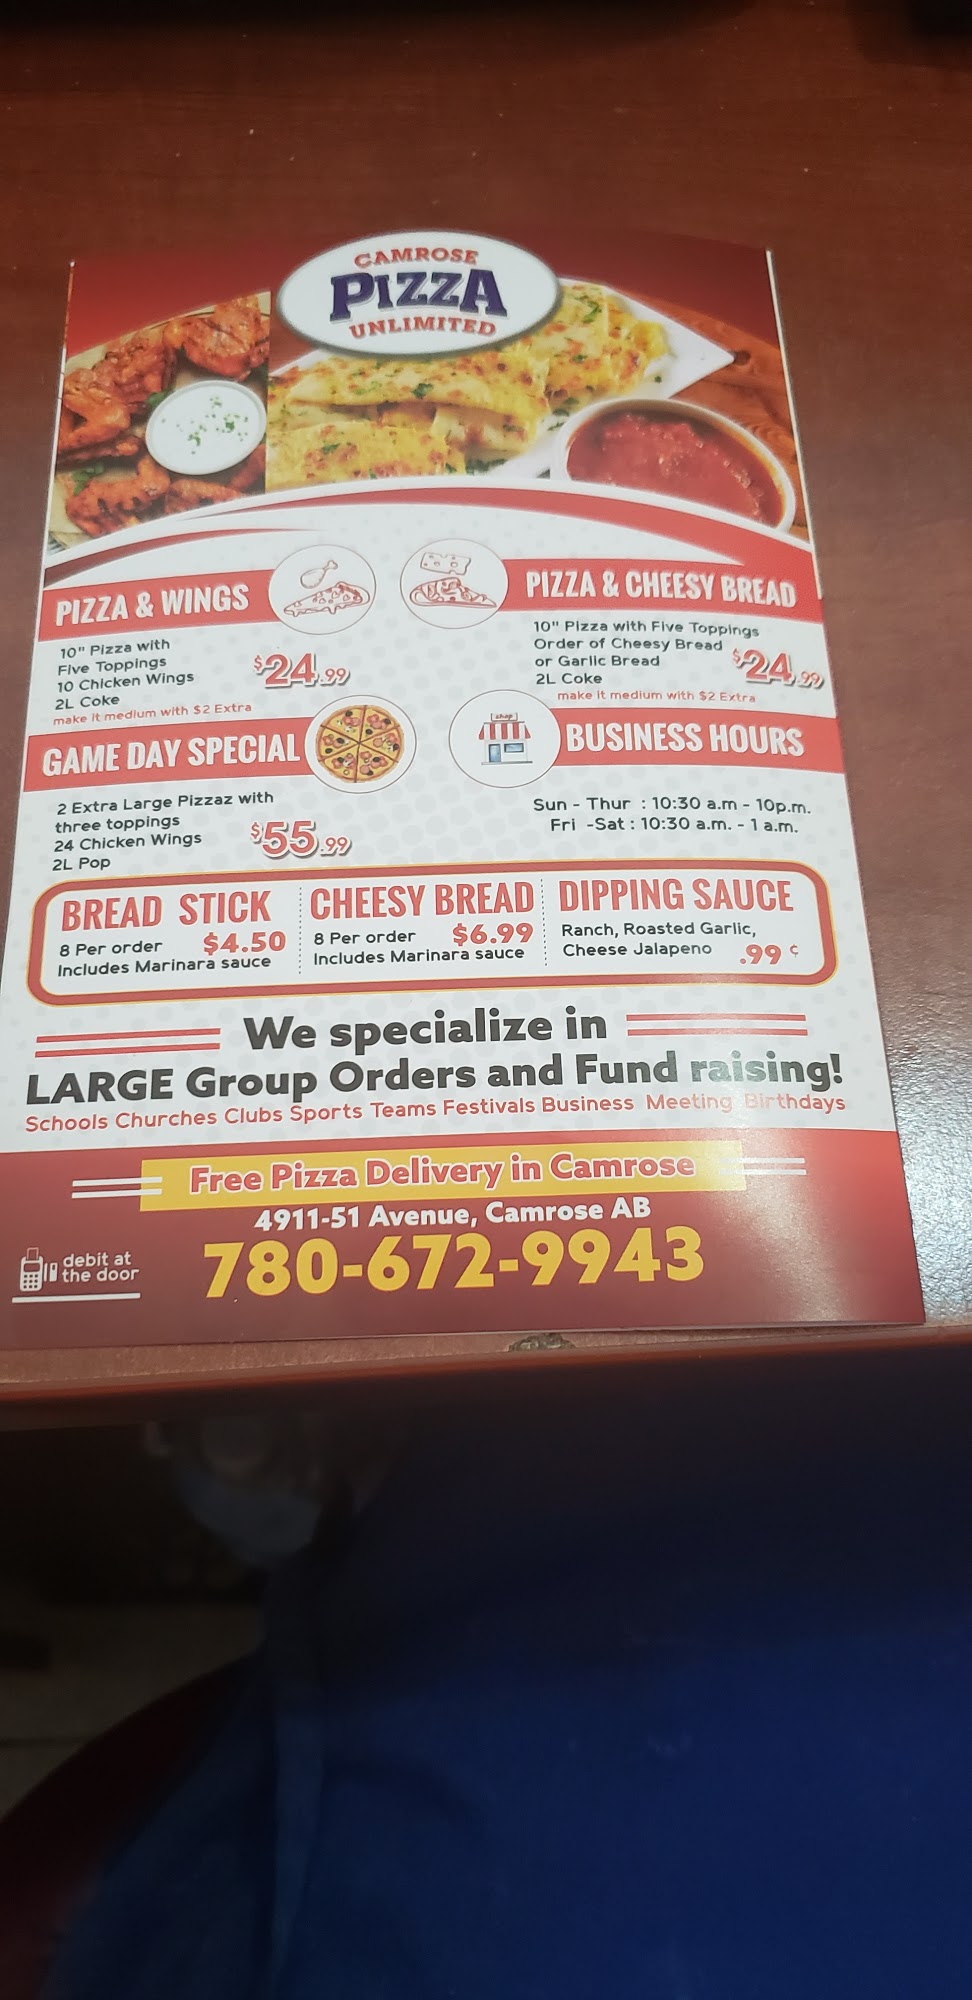 CAMROSE
PIZZA
UNLIMITED
PIZZA & WINGS
10" Pizza with
Five Toppings
10 Chicken Wings
2L Coke
$24.99
make it medium with $2 Extra
PIZZA & CHEESY BREAD
10" Pizza with Five Toppings
Order of Cheesy Bread
or Garlic Bread
2L Coke
$24.99
make it medium with $2 Extra
GAME DAY SPECIAL
2 Extra Large Pizzaz with
three toppings
24 Chicken Wings
2L Pop
$55.99
shop
BUSINESS HOURS
Sun - Thur : 10:30 a.m - 10p.m.
Fri -Sat : 10:30 a.m. - 1 a.m.
BREAD STICK
8 Per order $4.50
Includes Marinara sauce
CHEESY BREAD
8 Per order $6.99
Includes Marinara sauce
DIPPING SAUCE
Ranch, Roasted Garlic,
Cheese Jalapeno .99 ¢
We specialize in
LARGE Group Orders and Fund raising!
Schools Churches Clubs Sports Teams Festivals Business Meeting Birthdays
Free Pizza Delivery in Camrose
4911-51 Avenue, Camrose AB
debit at
the door
780-672-9943